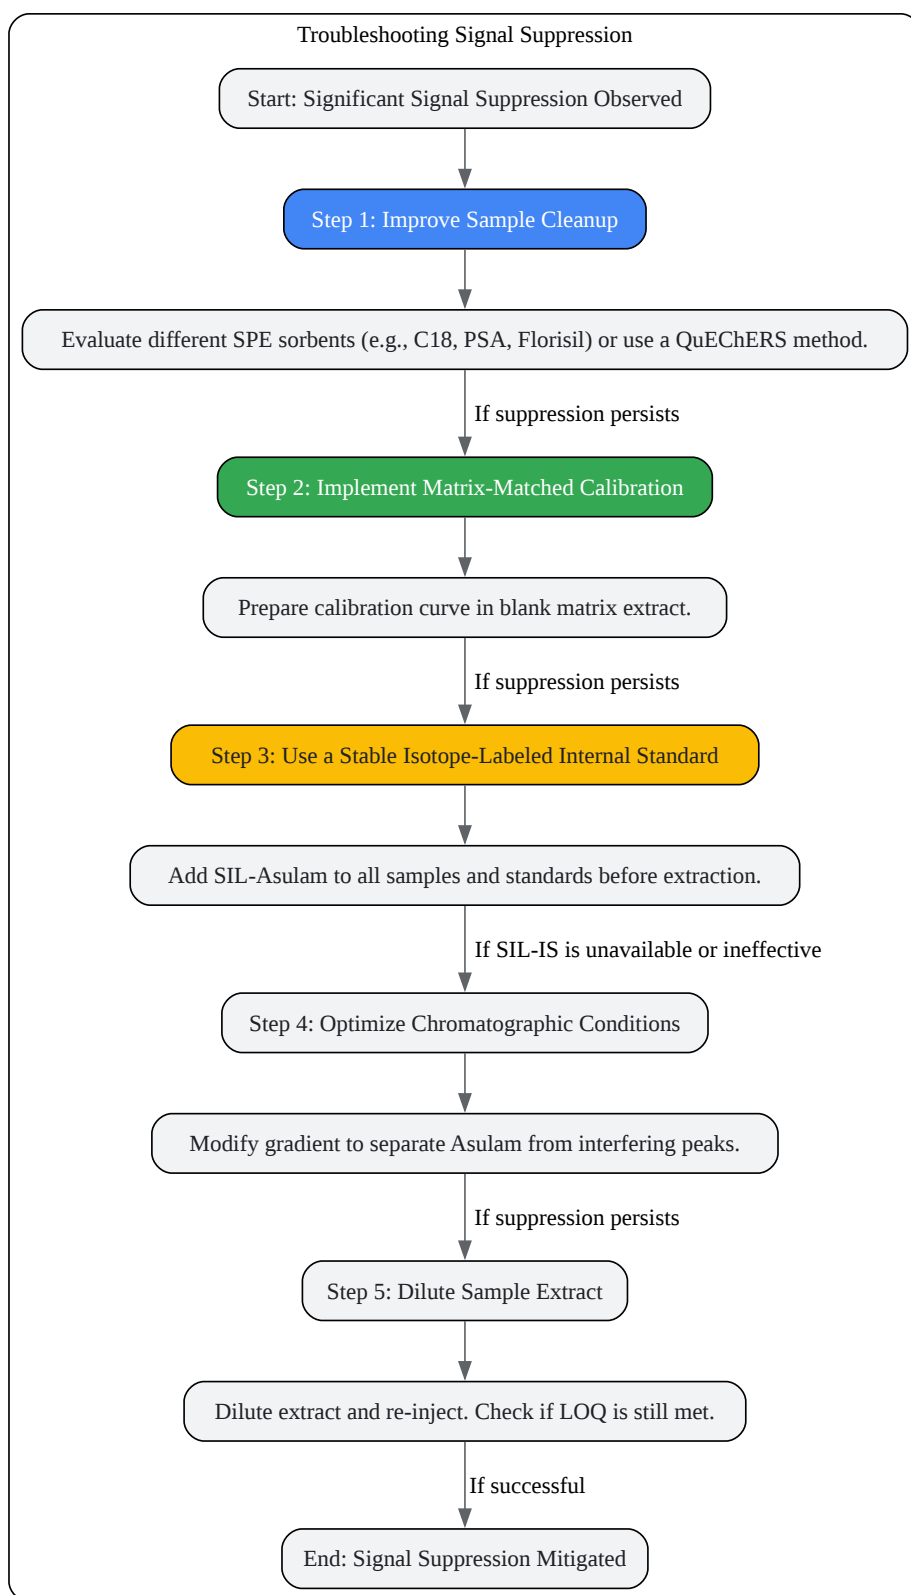 Troubleshooting Signal Suppression
Start: Significant Signal Suppression Observed
Step 1: Improve Sample Cleanup
Evaluate different SPE sorbents (e.g., C18, PSA, Florisil) or use a QuEChERS method.
If suppression persists
Step 2: Implement Matrix-Matched Calibration
Prepare calibration curve in blank matrix extract.
If suppression persists
Step 3: Use a Stable Isotope-Labeled Internal Standard
Add SIL-Asulam to all samples and standards before extraction.
If SIL-IS is unavailable or ineffective
Step 4: Optimize Chromatographic Conditions
Modify gradient to separate Asulam from interfering peaks.
If suppression persists
Step 5: Dilute Sample Extract
Dilute extract and re-inject. Check if LOQ is still met.
If successful
End: Signal Suppression Mitigated